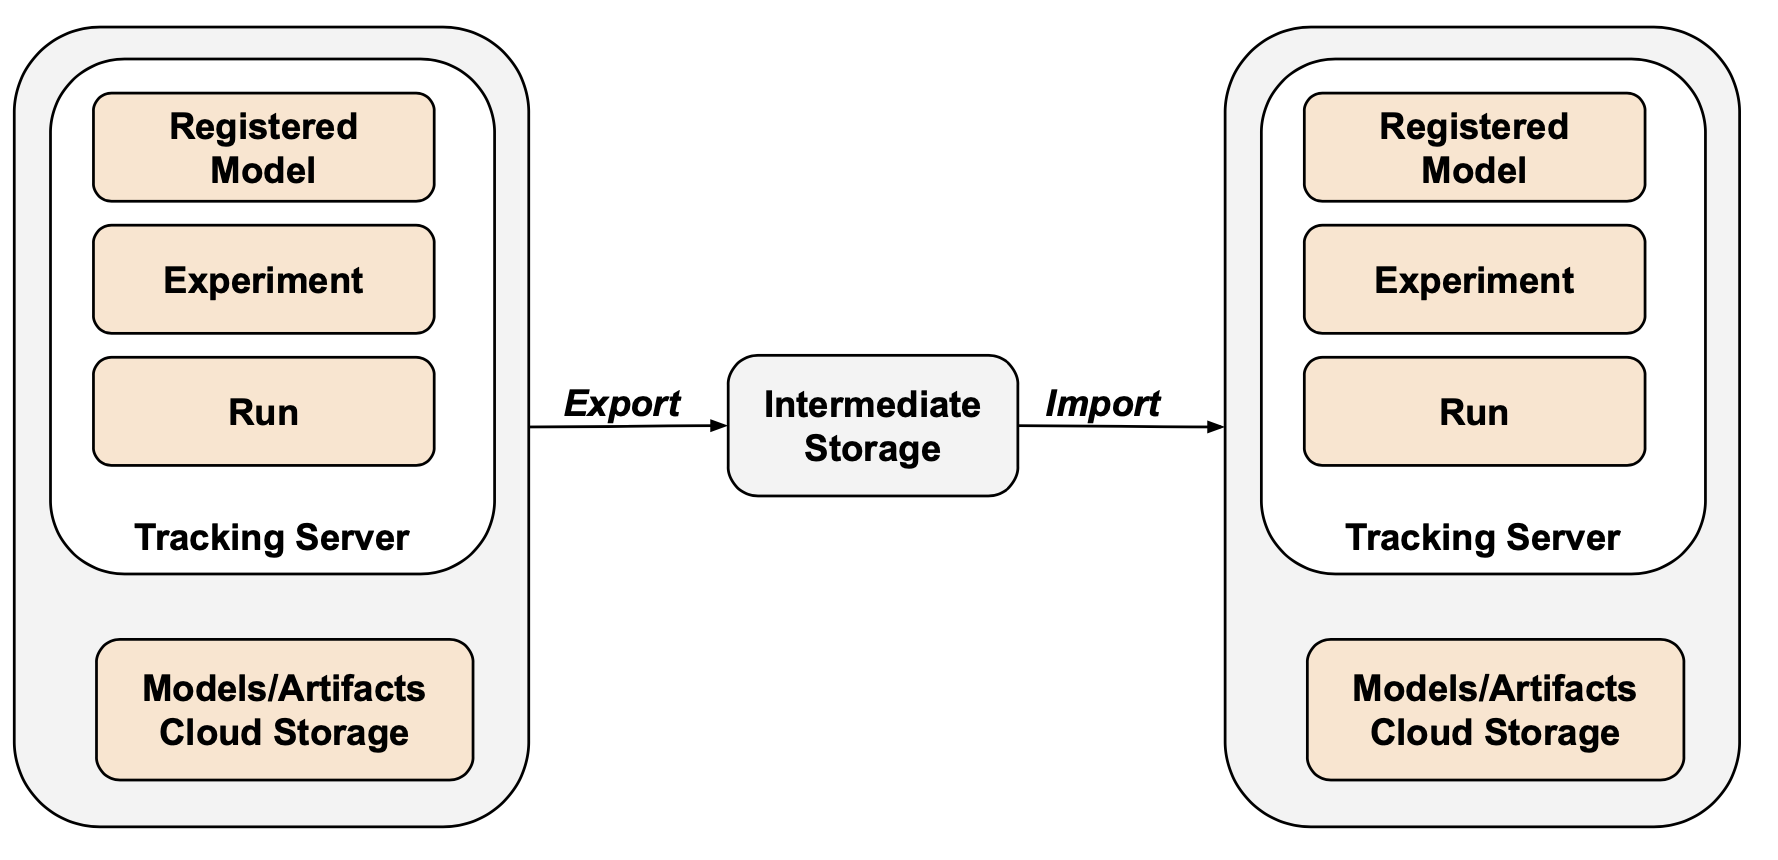 Registered
Model
Experiment
Run
Tracking Server
Models/Artifacts
Cloud Storage
Export
Intermediate
Storage
Import
Registered
Model
Experiment
Run
Tracking Server
Models/Artifacts
Cloud Storage